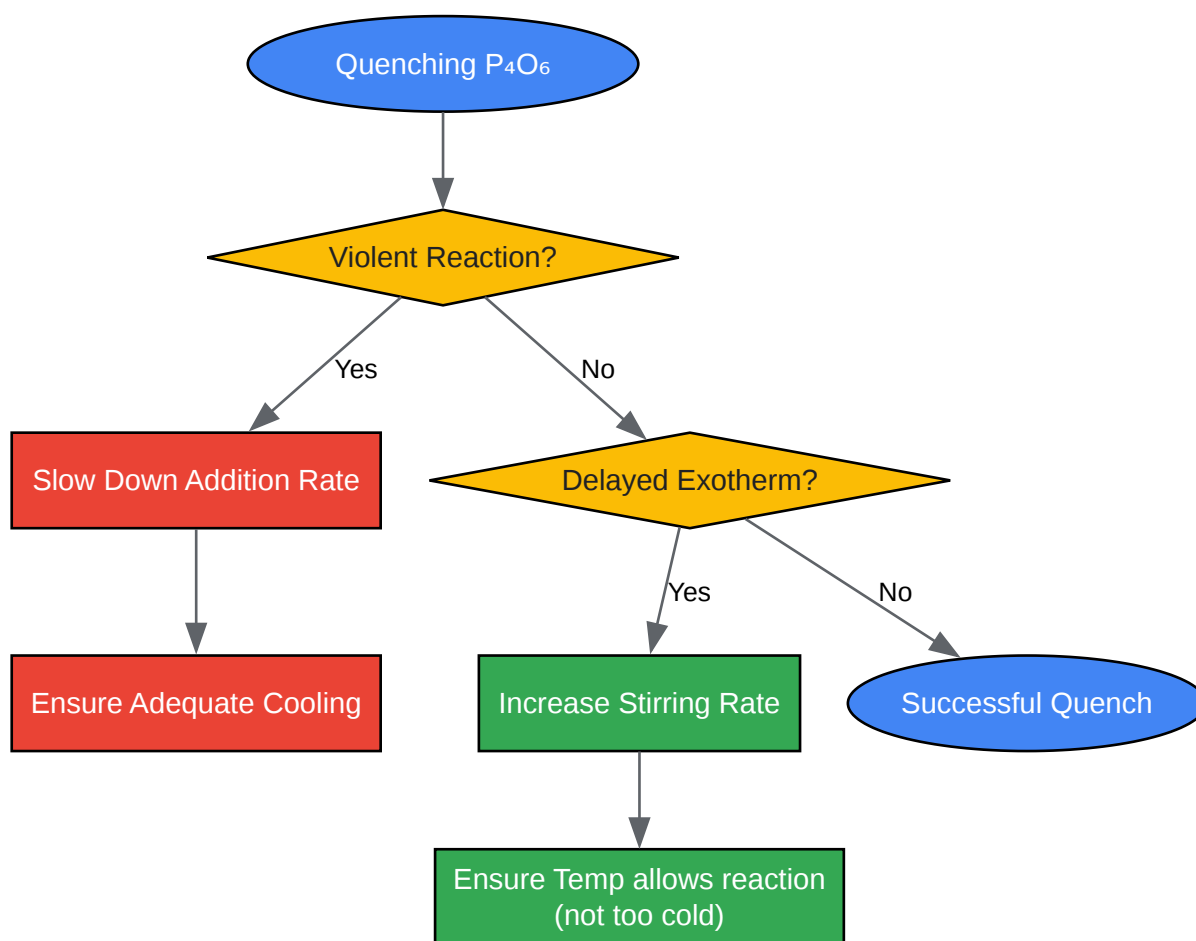 Quenching P₄O₆
Violent Reaction?
Yes
No
Slow Down Addition Rate
Delayed Exotherm?
Yes
No
Ensure Adequate Cooling
Increase Stirring Rate
Successful Quench
Ensure Temp allows reaction
(not too cold)